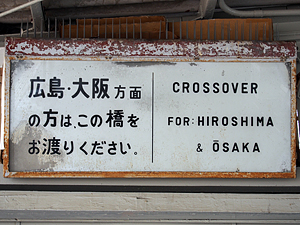 広島・大阪方面
の方は、この橋を
お渡りください。
CROSSOVER
FOR: HIROSHIMA
& ŌSAKA